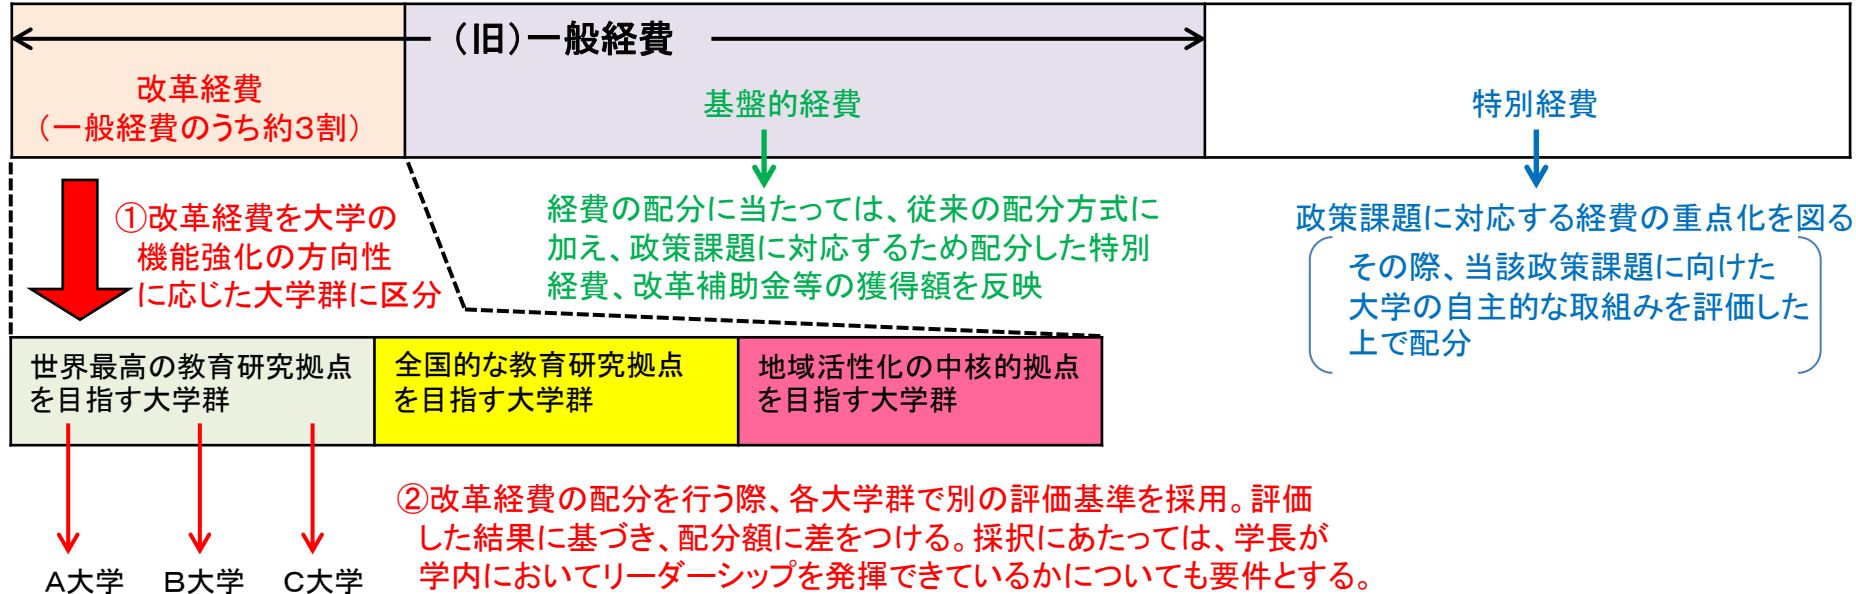 （旧）一般経費
改革経費
（一般経費のうち約３割）
基盤的経費
特別経費
①改革経費を大学の
機能強化の方向性
に応じた大学群に区分
経費の配分に当たっては、従来の配分方式に
加え、政策課題に対応するため配分した特別
経費、改革補助金等の獲得額を反映
政策課題に対応する経費の重点化を図る
その際、当該政策課題に向けた
大学の自主的な取組みを評価した
上で配分
世界最高の教育研究拠点
を目指す大学群
全国的な教育研究拠点
を目指す大学群
地域活性化の中核的拠点
を目指す大学群
②改革経費の配分を行う際、各大学群で別の評価基準を採用。評価
した結果に基づき、配分額に差をつける。採択にあたっては、学長が
学内においてリーダーシップを発揮できているかについても要件とする。
Ａ大学
Ｂ大学
Ｃ大学